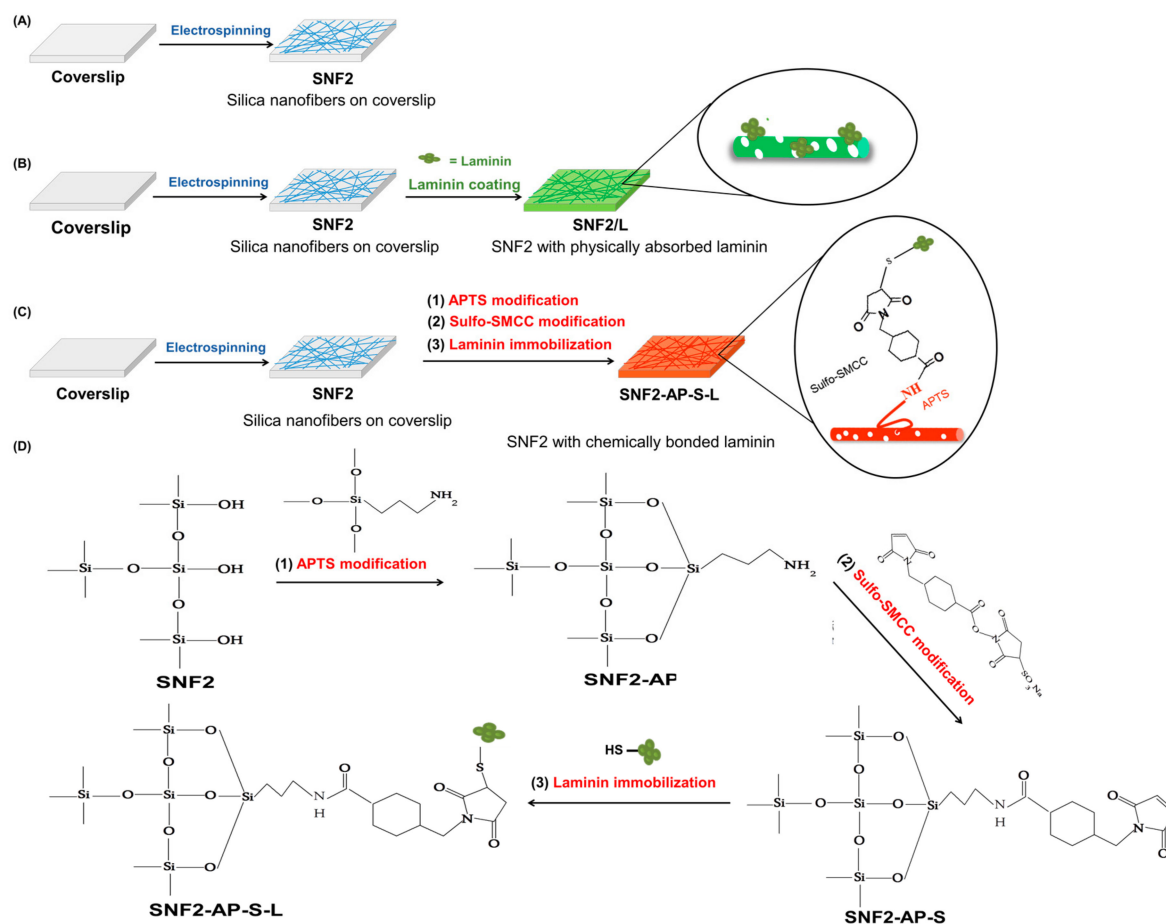 (A)
Electrospinning
Coverslip
SNF2
Silica nanofibers on coverslip
(B)
Electrospinning
= Laminin
Laminin coating
Coverslip
SNF2
Silica nanofibers on coverslip
SNF2/L
SNF2 with physically absorbed laminin
(C)
Electrospinning
(1) APTS modification
(2) Sulfo-SMCC modification
(3) Laminin immobilization
Coverslip
SNF2
Silica nanofibers on coverslip
SNF2-AP-S-L
SNF2 with chemically bonded laminin
S
O
N
O
O
Sulfo-SMCC
NH
APTS
(D)
Si OH
O
Si O Si OH
O
Si OH
SNF2
O
O Si NH2
O
(1) APTS modification
Si O
O
Si O Si O Si NH2
O
Si O
SNF2-AP
(2) Sulfo-SMCC modification
O
N
O
O
O
O
N
O
SO3Na
Si O
O
Si O Si O Si N
H
O
O
Si O
O
N
O
SNF2-AP-S
HS
(3) Laminin immobilization
Si O
O
Si O Si O Si N
H
O
O
Si O
S
O
N
O
SNF2-AP-S-L